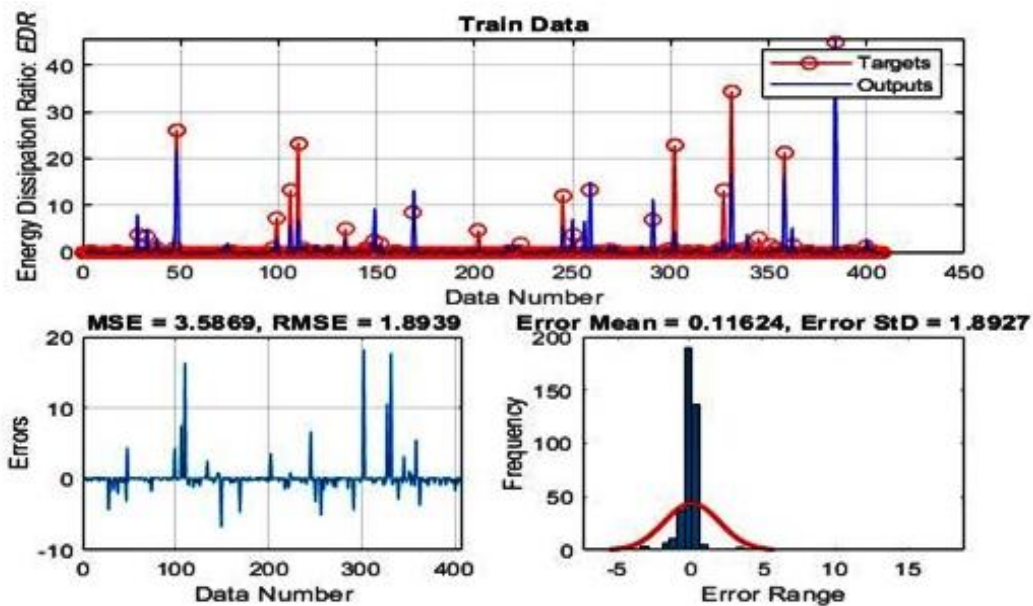 Train Data
Energy Dissipation Ratio: EDR
40
30
20
10
0
Targets
Outputs
0 50 100 150 200 250 300 350 400 450
Data Number
MSE = 3.5869, RMSE = 1.8939
Errors
20
10
0
-10
100 200 300 400
Data Number
Error Mean = 0.11624, Error StD = 1.8927
Frequency
200
150
100
50
0
-5 0 5 10 15
Error Range